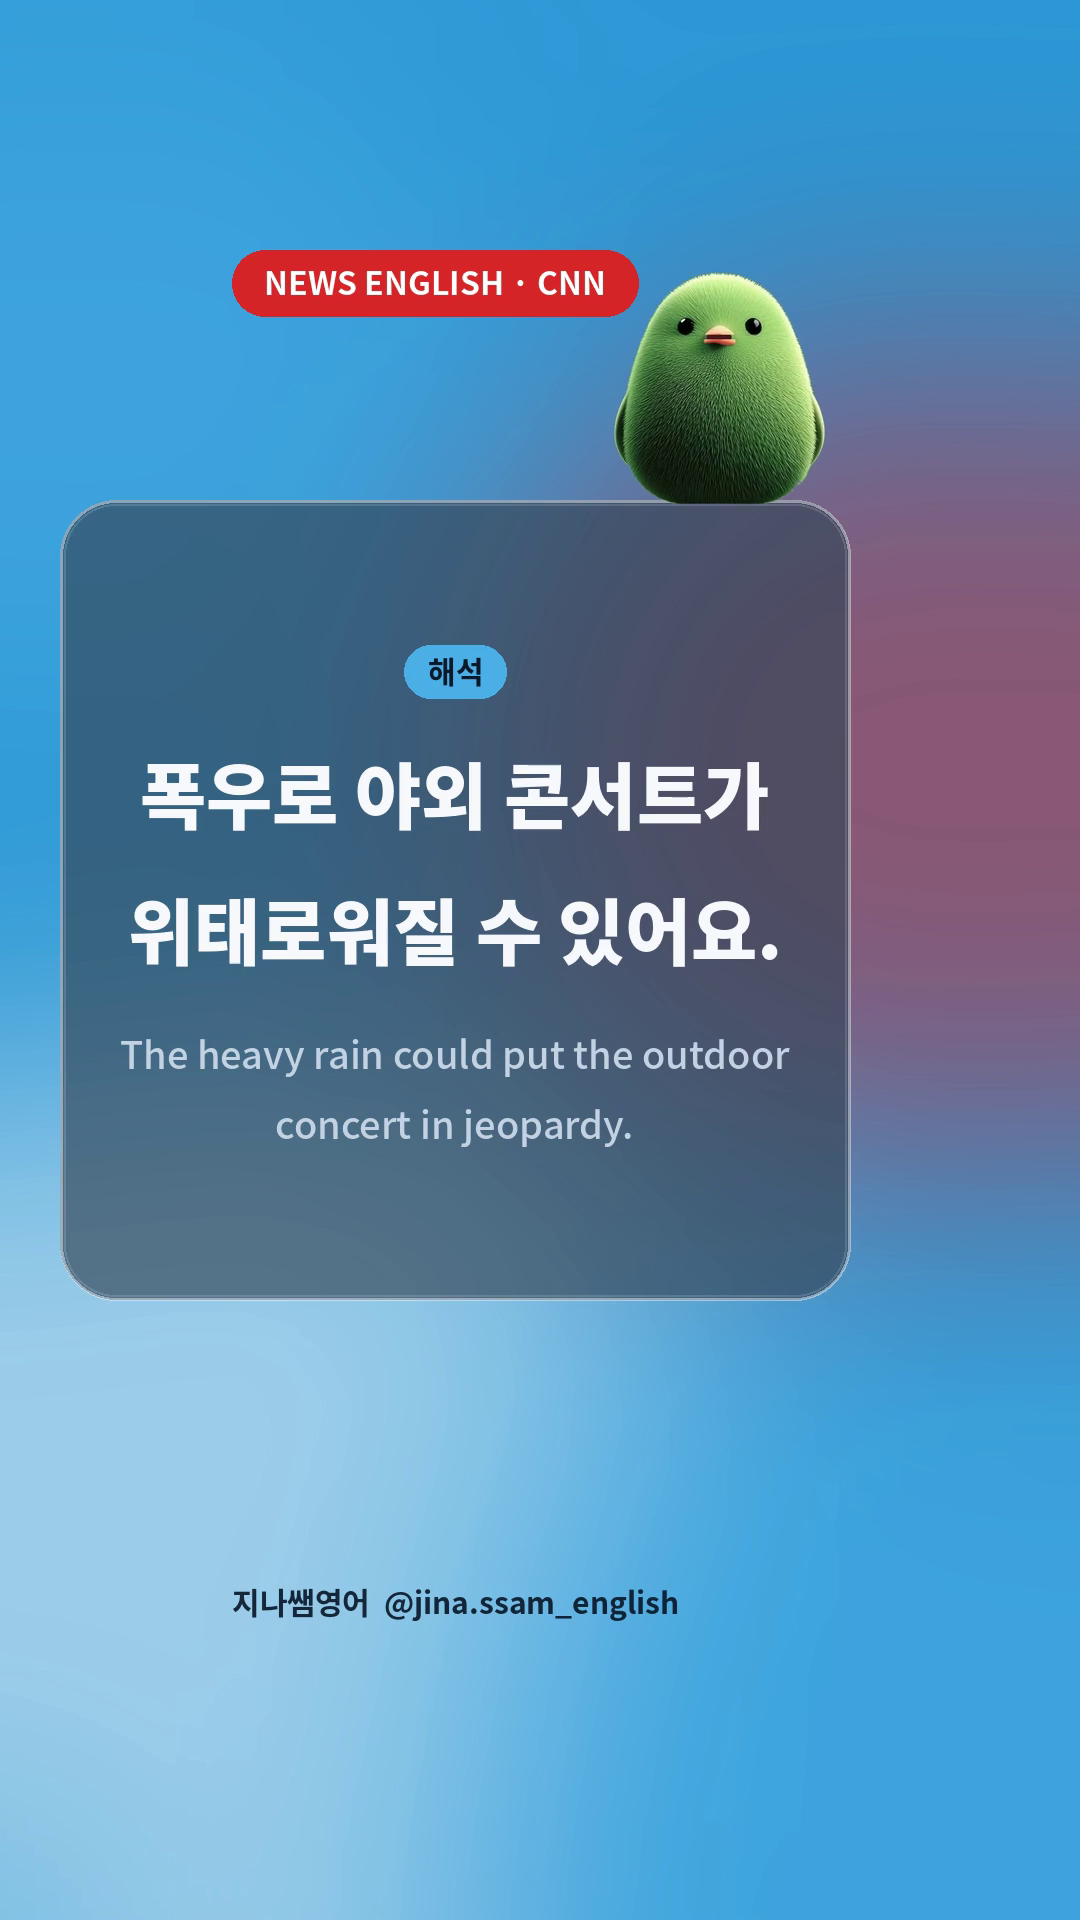 NEWS ENGLISH · CNN
해석
폭우로 야외 콘서트가
위태로워질 수 있어요.
The heavy rain could put the outdoor
concert in jeopardy.
지나쌤영어 @jina.ssam_english